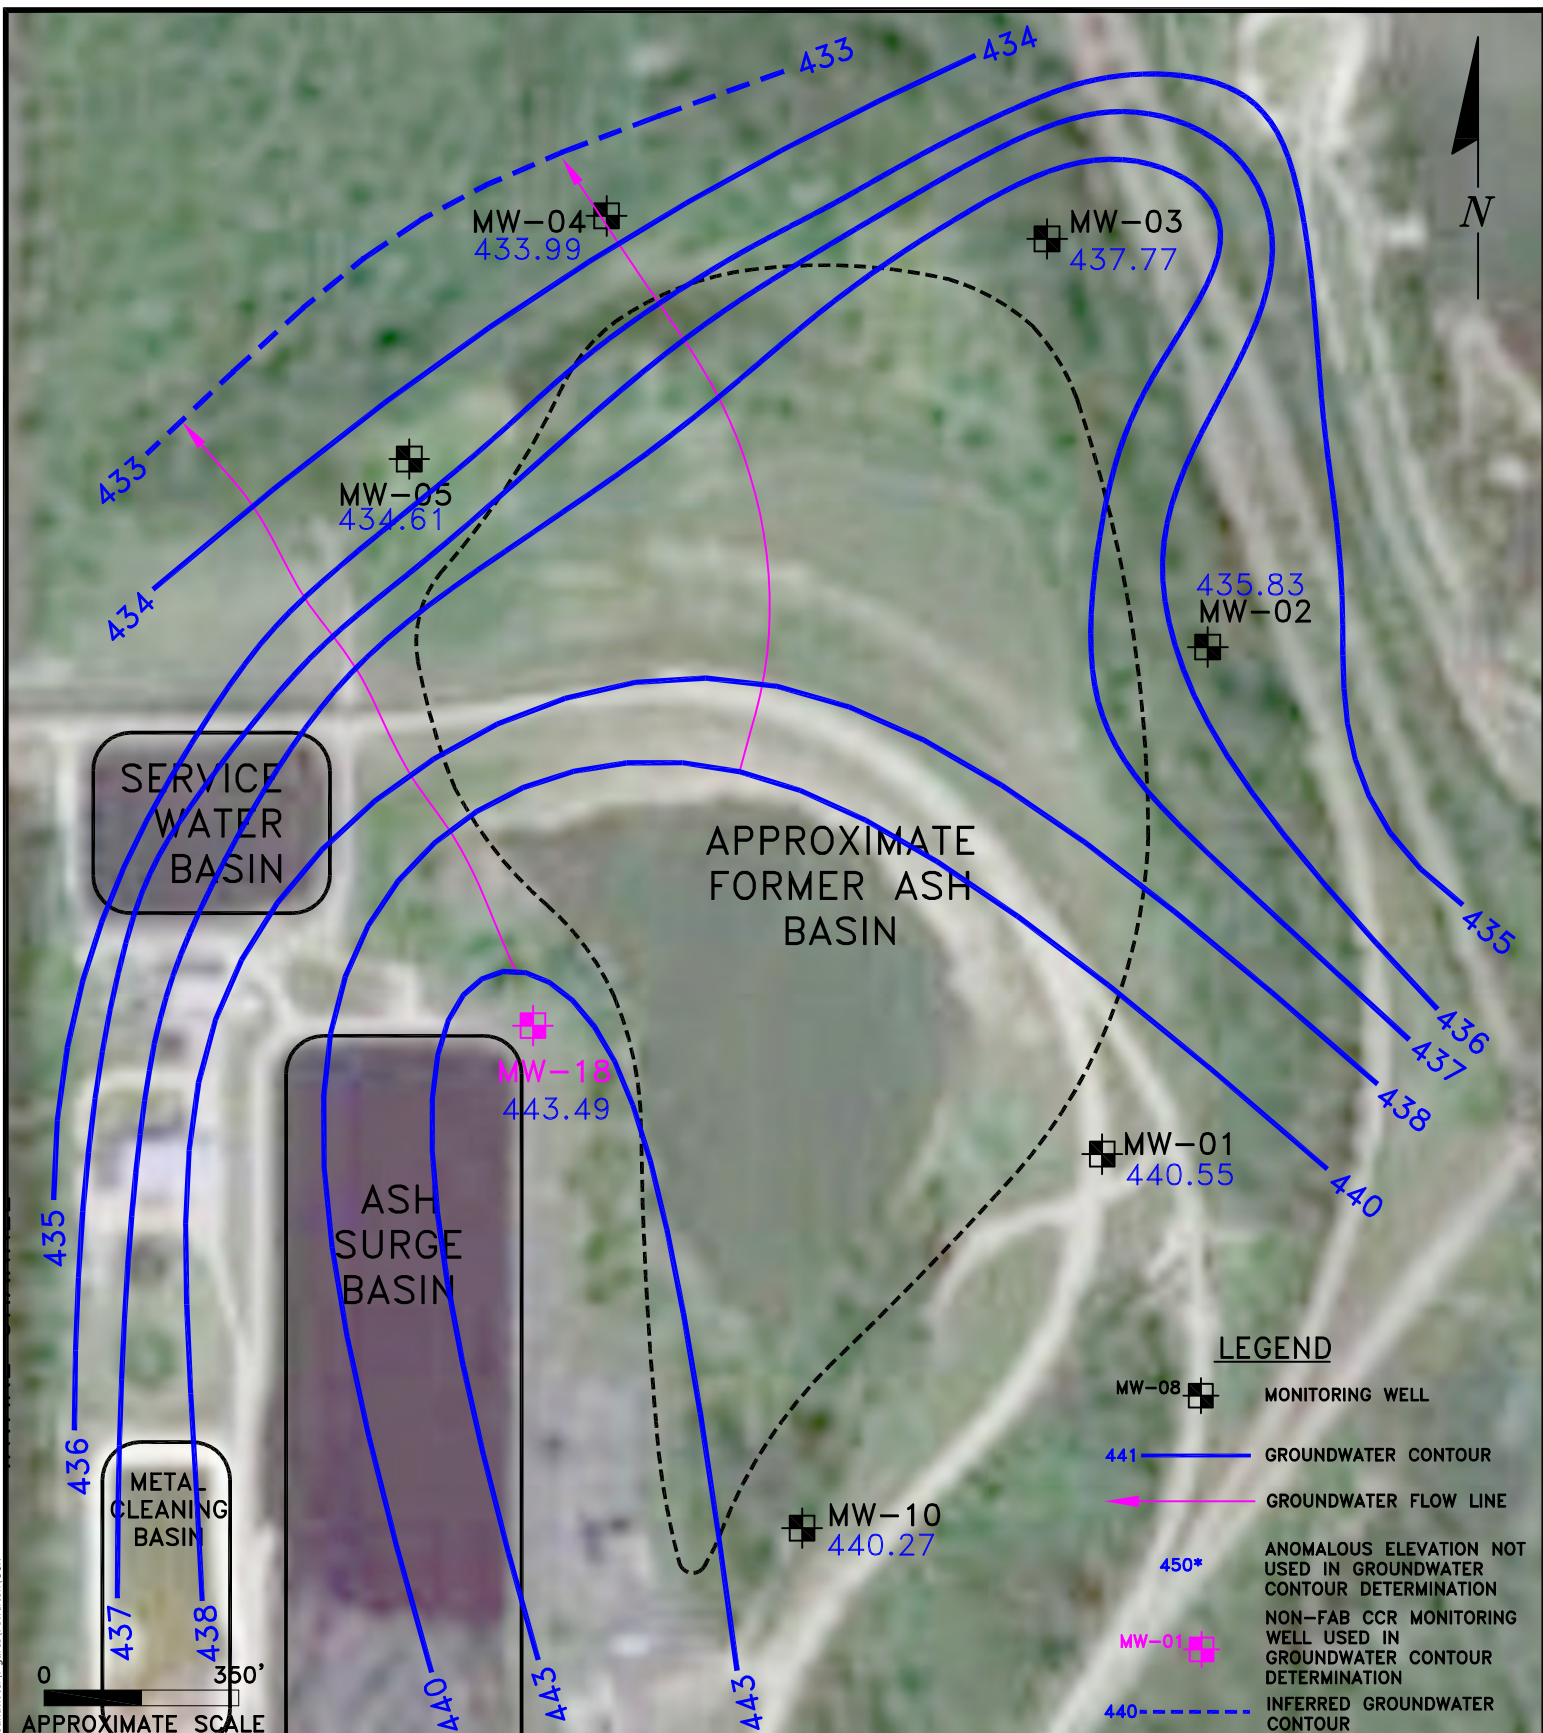 433
434
N
MW-04
433.99
MW-03
437.77
433
MW-05
434.61
434
435.83
MW-02
SERVICE
WATER
BASIN
APPROXIMATE
FORMER ASH
BASIN
435
436
437
438
MW-18
443.49
MW-01
440.55
440
435
ASH
SURGE
BASIN
436
METAL
CLEANING
BASIN
437
438
MW-10
440.27
440
443
443
0 350'
APPROXIMATE SCALE
LEGEND
MW-08 MONITORING WELL
441 GROUNDWATER CONTOUR
GROUNDWATER FLOW LINE
450* ANOMALOUS ELEVATION NOT
USED IN GROUNDWATER
CONTOUR DETERMINATION
MW-01 NON-FAB CCR MONITORING
WELL USED IN
GROUNDWATER CONTOUR
DETERMINATION
440 INFERRED GROUNDWATER
CONTOUR